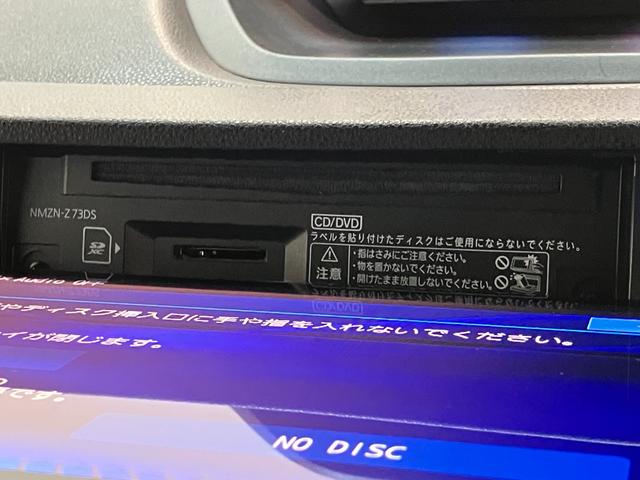 NMZN-Z73DS
SD
XC
CD/DVD
ラベルを貼り付けたディスクはご使用にならないでください。
注意
・指はさみにご注意ください。
・物を置かないでください。
・開けたまま放置しないでください。
AUDIO OFF
やディスク挿入口に手や指を入れないでください。
イが閉じます。
です。
NO DISC